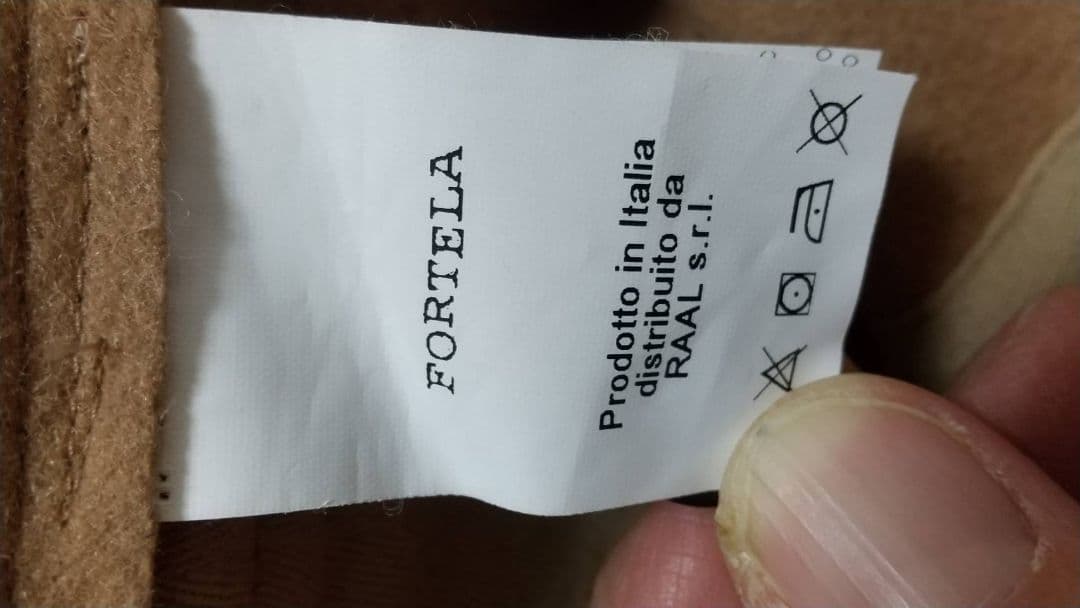 FORTELA
Prodotto in Italia
distribuito da
RAAL s.r.l.